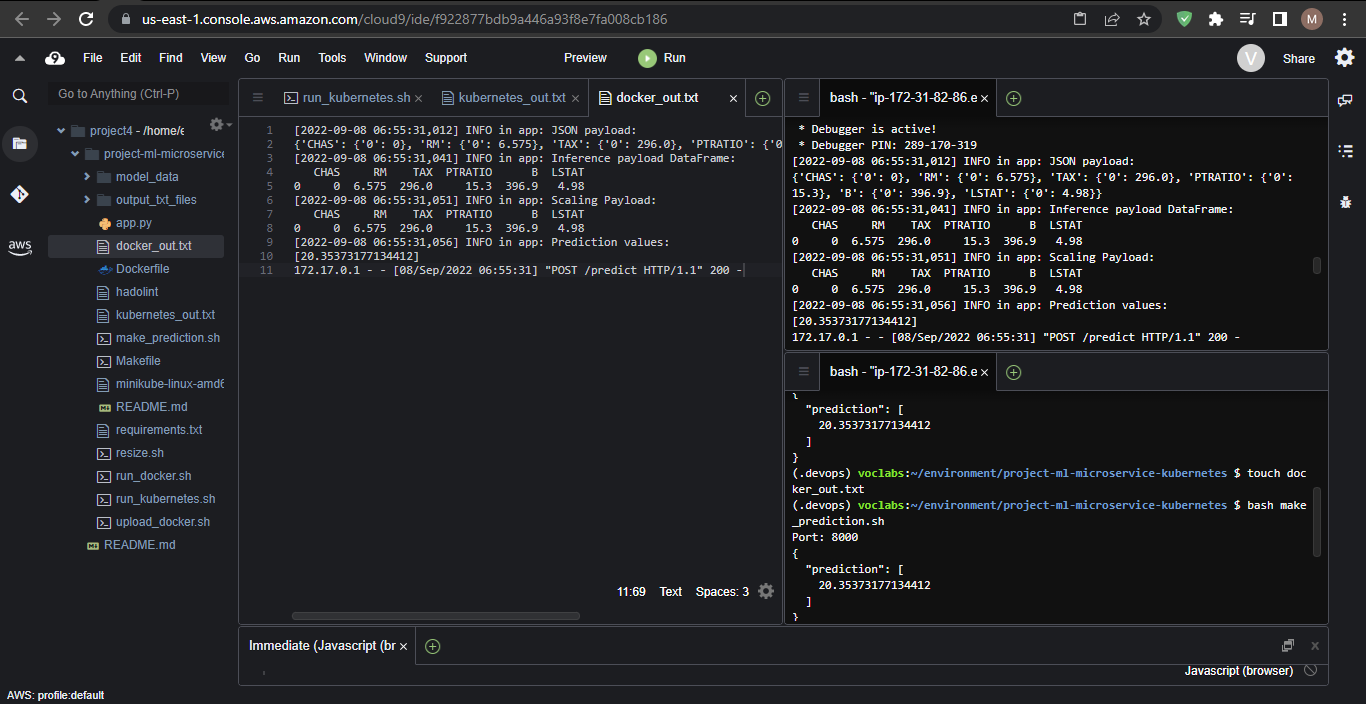 us-east-1.console.aws.amazon.com/cloud9/ide/f922877bdb9a446a93f8e7fa008cb186
M
9 File Edit Find View Go Run Tools Window Support Preview Run V Share
Go to Anything (Ctrl-P)
project4 - /home/e
project-ml-microservice
model_data
output_txt_files
app.py
docker_out.txt
Dockerfile
hadolint
kubernetes_out.txt
make_prediction.sh
Makefile
minikube-linux-amd6
README.md
requirements.txt
resize.sh
run_docker.sh
run_kubernetes.sh
upload_docker.sh
README.md
aws
AWS: profile:default
run_kubernetes.sh × kubernetes_out.txt × docker_out.txt ×
1 [2022-09-08 06:55:31,012] INFO in app: JSON payload:
2 {'CHAS': {'0': 0}, 'RM': {'0': 6.575}, 'TAX': {'0': 296.0}, 'PTRATIO': {'0
3 [2022-09-08 06:55:31,041] INFO in app: Inference payload DataFrame:
4 CHAS RM TAX PTRATIO B LSTAT
5 0 0 6.575 296.0 15.3 396.9 4.98
6 [2022-09-08 06:55:31,051] INFO in app: Scaling Payload:
7 CHAS RM TAX PTRATIO B LSTAT
8 0 0 6.575 296.0 15.3 396.9 4.98
9 [2022-09-08 06:55:31,056] INFO in app: Prediction values:
10 [20.35373177134412]
11 172.17.0.1 - - [08/Sep/2022 06:55:31] "POST /predict HTTP/1.1" 200 -
11:69 Text Spaces: 3
bash - "ip-172-31-82-86.e ×
* Debugger is active!
* Debugger PIN: 289-170-319
[2022-09-08 06:55:31,012] INFO in app: JSON payload:
{'CHAS': {'0': 0}, 'RM': {'0': 6.575}, 'TAX': {'0': 296.0}, 'PTRATIO': {'0':
15.3}, 'B': {'0': 396.9}, 'LSTAT': {'0': 4.98}}
[2022-09-08 06:55:31,041] INFO in app: Inference payload DataFrame:
CHAS RM TAX PTRATIO B LSTAT
0 0 6.575 296.0 15.3 396.9 4.98
[2022-09-08 06:55:31,051] INFO in app: Scaling Payload:
CHAS RM TAX PTRATIO B LSTAT
0 0 6.575 296.0 15.3 396.9 4.98
[2022-09-08 06:55:31,056] INFO in app: Prediction values:
[20.35373177134412]
172.17.0.1 - - [08/Sep/2022 06:55:31] "POST /predict HTTP/1.1" 200 -
bash - "ip-172-31-82-86.e ×
{
"prediction": [
20.35373177134412
]
}
(.devops) voclabs:~/environment/project-ml-microservice-kubernetes $ touch doc
ker_out.txt
(.devops) voclabs:~/environment/project-ml-microservice-kubernetes $ bash make
_prediction.sh
Port: 8000
{
"prediction": [
20.35373177134412
]
}
Immediate (Javascript (br ×
Javascript (browser)